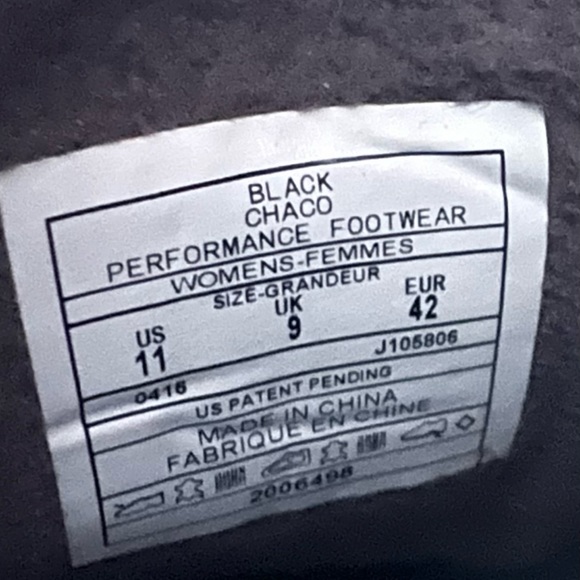 BLACK
CHACO
PERFORMANCE FOOTWEAR
WOMENS-FEMMES
SIZE-GRANDEUR
US UK EUR
11 9 42
0416 J105806
US PATENT PENDING
MADE IN CHINA
FABRIQUE EN CHINE
2006498